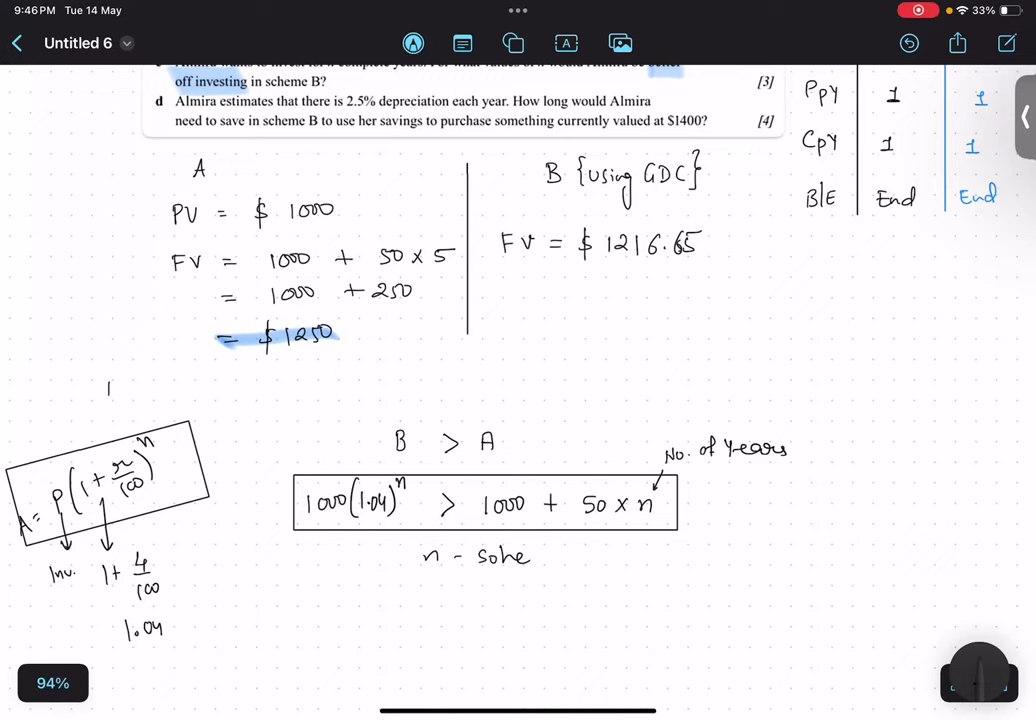 9:46 PM Tue 14 May
33%
Untitled 6
off investing in scheme B?
[3]
d Almira estimates that there is 2.5% depreciation each year. How long would Almira
need to save in scheme B to use her savings to purchase something currently valued at $1400?
[4]
PpY 1 1
CpY 1 1
B/E End End
A
PV = $ 1000
FV = 1000 + 50 × 5
= 1000 + 250
= $1250
B {using GDC}
FV = $ 1216.65
A = P(1 + r/100)^n
Inv. 1 + 4/100
1.04
B > A
No. of Years
1000(1.04)^n > 1000 + 50 × n
n - solve
94%